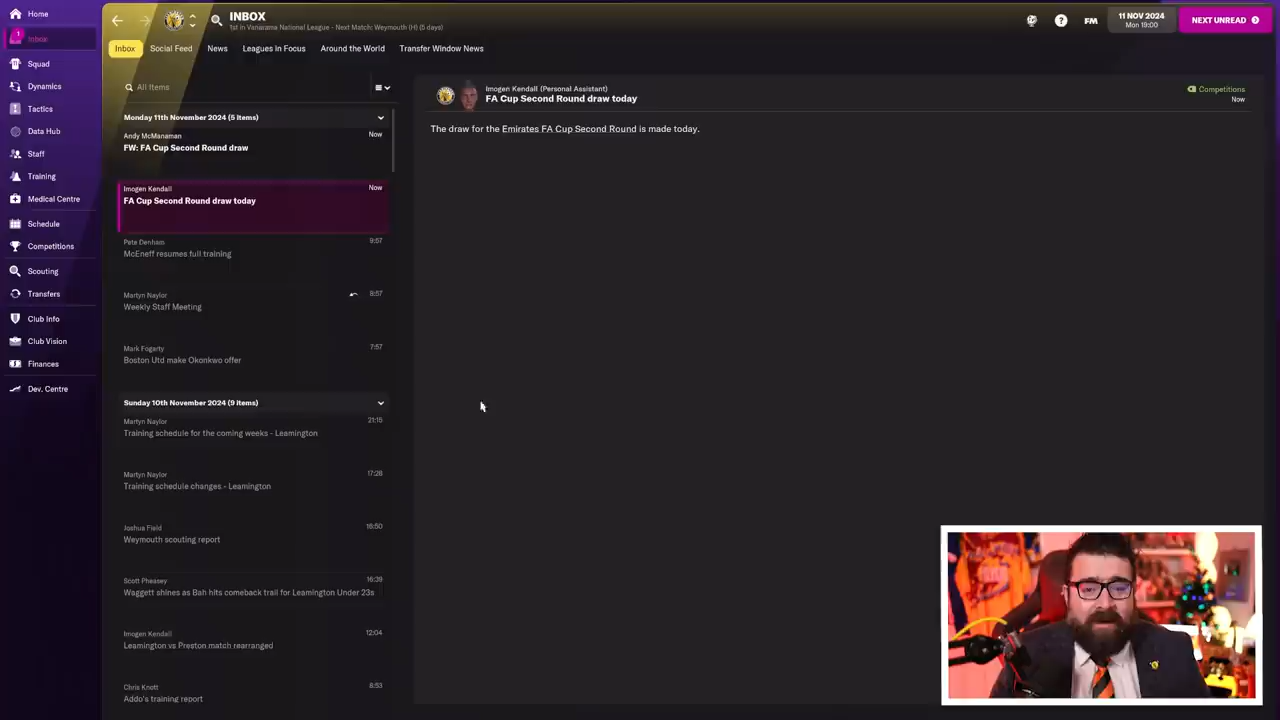 Home
INBOX
1st in Vanarama National League - Next Match: Weymouth (H) (5 days)
FM
11 NOV 2024
Mon 19:00
NEXT UNREAD
1
Inbox
Inbox
Social Feed
News
Leagues in Focus
Around the World
Transfer Window News
Squad
Dynamics
Tactics
Data Hub
Staff
Training
Medical Centre
Schedule
Competitions
Scouting
Transfers
Club Info
Club Vision
Finances
Dev. Centre
All Items
Monday 11th November 2024 (5 items)
Andy McManaman
Now
FW: FA Cup Second Round draw
Imogen Kendall
Now
FA Cup Second Round draw today
Pete Denham
9:57
McEneff resumes full training
Martyn Naylor
8:57
Weekly Staff Meeting
Mark Fogarty
7:57
Boston Utd make Okonkwo offer
Sunday 10th November 2024 (9 items)
Martyn Naylor
21:15
Training schedule for the coming weeks - Leamington
Martyn Naylor
17:28
Training schedule changes - Leamington
Joshua Field
16:50
Weymouth scouting report
Scott Pheasey
16:39
Waggett shines as Bah hits comeback trail for Leamington Under 23s
Imogen Kendall
12:04
Leamington vs Preston match rearranged
Chris Knott
8:53
Addo's training report
Imogen Kendall (Personal Assistant)
FA Cup Second Round draw today
Competitions
Now
The draw for the Emirates FA Cup Second Round is made today.